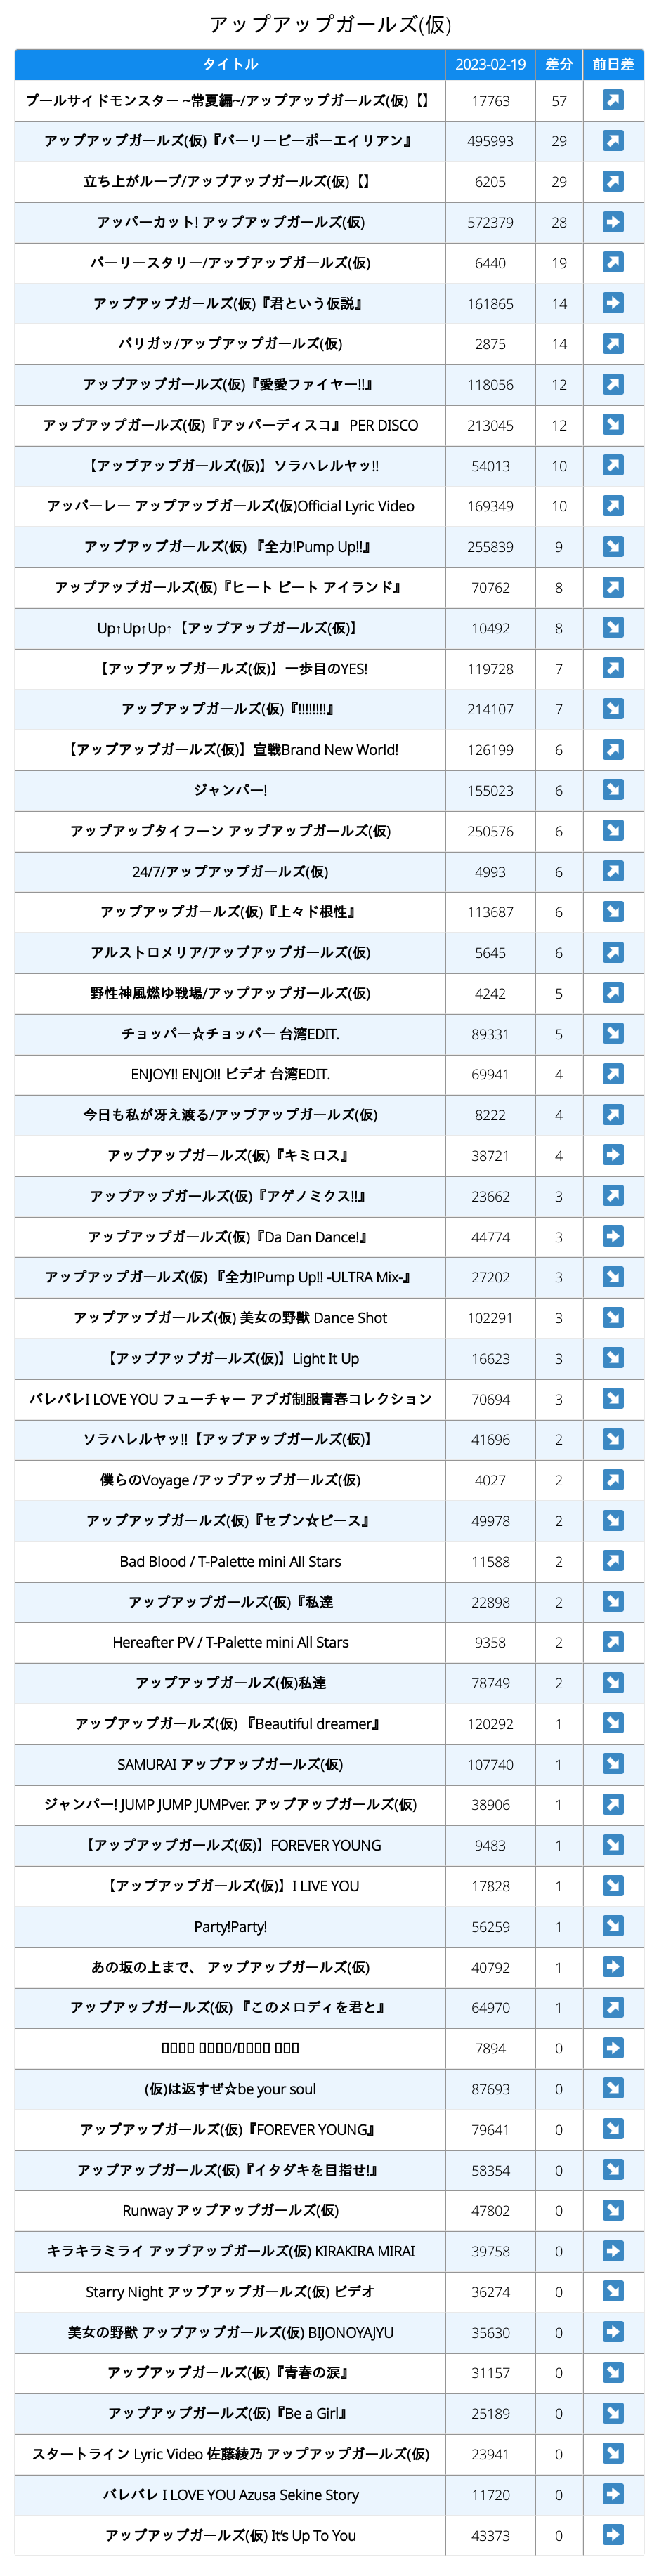 アップアップガールズ(仮)
タイトル 2023-02-19 差分 前日差
プールサイドモンスター ~常夏編~/アップアップガールズ(仮)【】 17763 57
アップアップガールズ(仮)『パーリーピーポーエイリアン』 495993 29
立ち上がループ/アップアップガールズ(仮)【】 6205 29
アッパーカット! アップアップガールズ(仮) 572379 28
パーリースタリー/アップアップガールズ(仮) 6440 19
アップアップガールズ(仮)『君という仮説』 161865 14
バリガッ/アップアップガールズ(仮) 2875 14
アップアップガールズ(仮)『愛愛ファイヤー!!』 118056 12
アップアップガールズ(仮)『アッパーディスコ』 PER DISCO 213045 12
【アップアップガールズ(仮)】ソラハレルヤッ!! 54013 10
アッパーレー アップアップガールズ(仮)Official Lyric Video 169349 10
アップアップガールズ(仮) 『全力!Pump Up!!』 255839 9
アップアップガールズ(仮)『ヒート ビート アイランド』 70762 8
Up↑Up↑Up↑【アップアップガールズ(仮)】 10492 8
【アップアップガールズ(仮)】一歩目のYES! 119728 7
アップアップガールズ(仮)『!!!!!!!!』 214107 7
【アップアップガールズ(仮)】宣戦Brand New World! 126199 6
ジャンパー! 155023 6
アップアップタイフーン アップアップガールズ(仮) 250576 6
24/7/アップアップガールズ(仮) 4993 6
アップアップガールズ(仮)『上々ド根性』 113687 6
アルストロメリア/アップアップガールズ(仮) 5645 6
野性神風燃ゆ戦場/アップアップガールズ(仮) 4242 5
チョッパー☆チョッパー 台湾EDIT. 89331 5
ENJOY!! ENJO!! ビデオ 台湾EDIT. 69941 4
今日も私が冴え渡る/アップアップガールズ(仮) 8222 4
アップアップガールズ(仮)『キミロス』 38721 4
アップアップガールズ(仮)『アゲノミクス!!』 23662 3
アップアップガールズ(仮)『Da Dan Dance!』 44774 3
アップアップガールズ(仮) 『全力!Pump Up!! -ULTRA Mix-』 27202 3
アップアップガールズ(仮) 美女の野獣 Dance Shot 102291 3
【アップアップガールズ(仮)】Light It Up 16623 3
バレバレI LOVE YOU フューチャー アプガ制服青春コレクション 70694 3
ソラハレルヤッ!!【アップアップガールズ(仮)】 41696 2
僕らのVoyage /アップアップガールズ(仮) 4027 2
アップアップガールズ(仮)『セブン☆ピース』 49978 2
Bad Blood / T-Palette mini All Stars 11588 2
アップアップガールズ(仮)『私達 22898 2
Hereafter PV / T-Palette mini All Stars 9358 2
アップアップガールズ(仮)私達 78749 2
アップアップガールズ(仮) 『Beautiful dreamer』 120292 1
SAMURAI アップアップガールズ(仮) 107740 1
ジャンパー! JUMP JUMP JUMPver. アップアップガールズ(仮) 38906 1
【アップアップガールズ(仮)】FOREVER YOUNG 9483 1
【アップアップガールズ(仮)】I LIVE YOU 17828 1
Party!Party! 56259 1
あの坂の上まで、 アップアップガールズ(仮) 40792 1
アップアップガールズ(仮) 『このメロディを君と』 64970 1
7894 0
(仮)は返すぜ☆be your soul 87693 0
アップアップガールズ(仮)『FOREVER YOUNG』 79641 0
アップアップガールズ(仮)『イタダキを目指せ!』 58354 0
Runway アップアップガールズ(仮) 47802 0
キラキラミライ アップアップガールズ(仮) KIRAKIRA MIRAI 39758 0
Starry Night アップアップガールズ(仮) ビデオ 36274 0
美女の野獣 アップアップガールズ(仮) BIJONOYAJYU 35630 0
アップアップガールズ(仮)『青春の涙』 31157 0
アップアップガールズ(仮)『Be a Girl』 25189 0
スタートライン Lyric Video 佐藤綾乃 アップアップガールズ(仮) 23941 0
バレバレ I LOVE YOU Azusa Sekine Story 11720 0
アップアップガールズ(仮) It's Up To You 43373 0